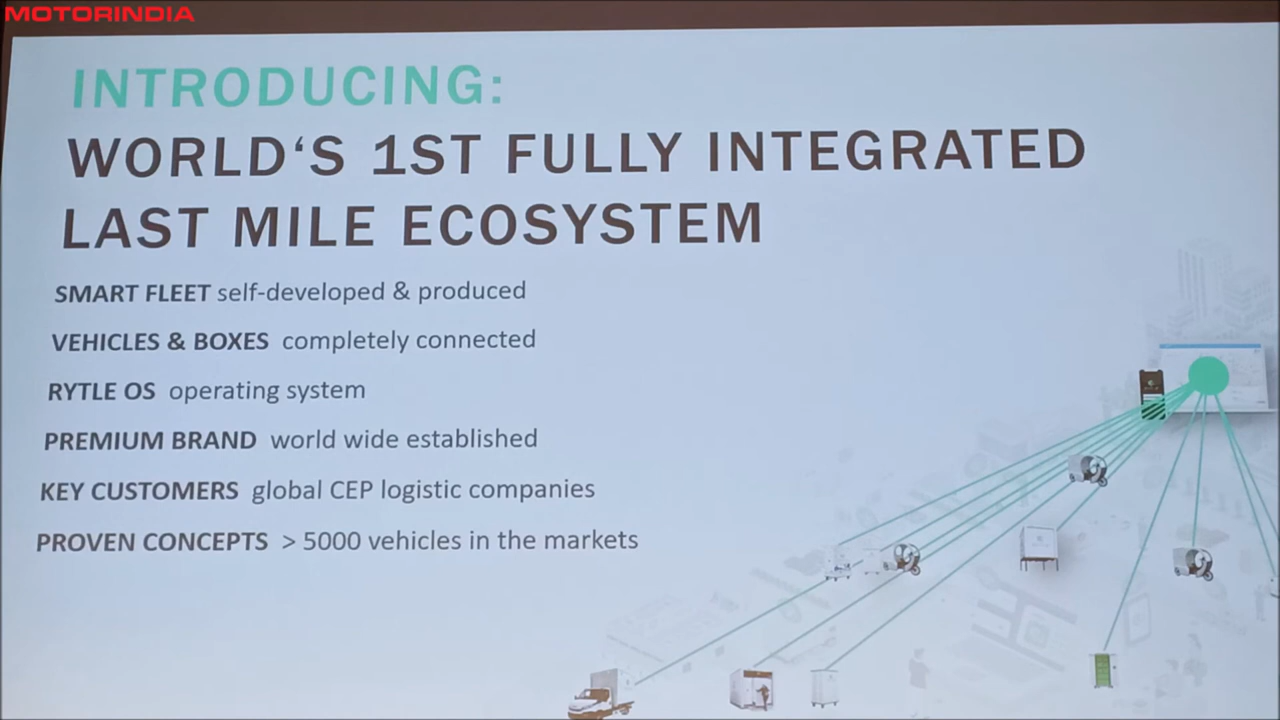 MOTORINDIA
INTRODUCING:
WORLD‘S 1ST FULLY INTEGRATED
LAST MILE ECOSYSTEM
SMART FLEET self-developed & produced
VEHICLES & BOXES completely connected
RYTLE OS operating system
PREMIUM BRAND world wide established
KEY CUSTOMERS global CEP logistic companies
PROVEN CONCEPTS > 5000 vehicles in the markets